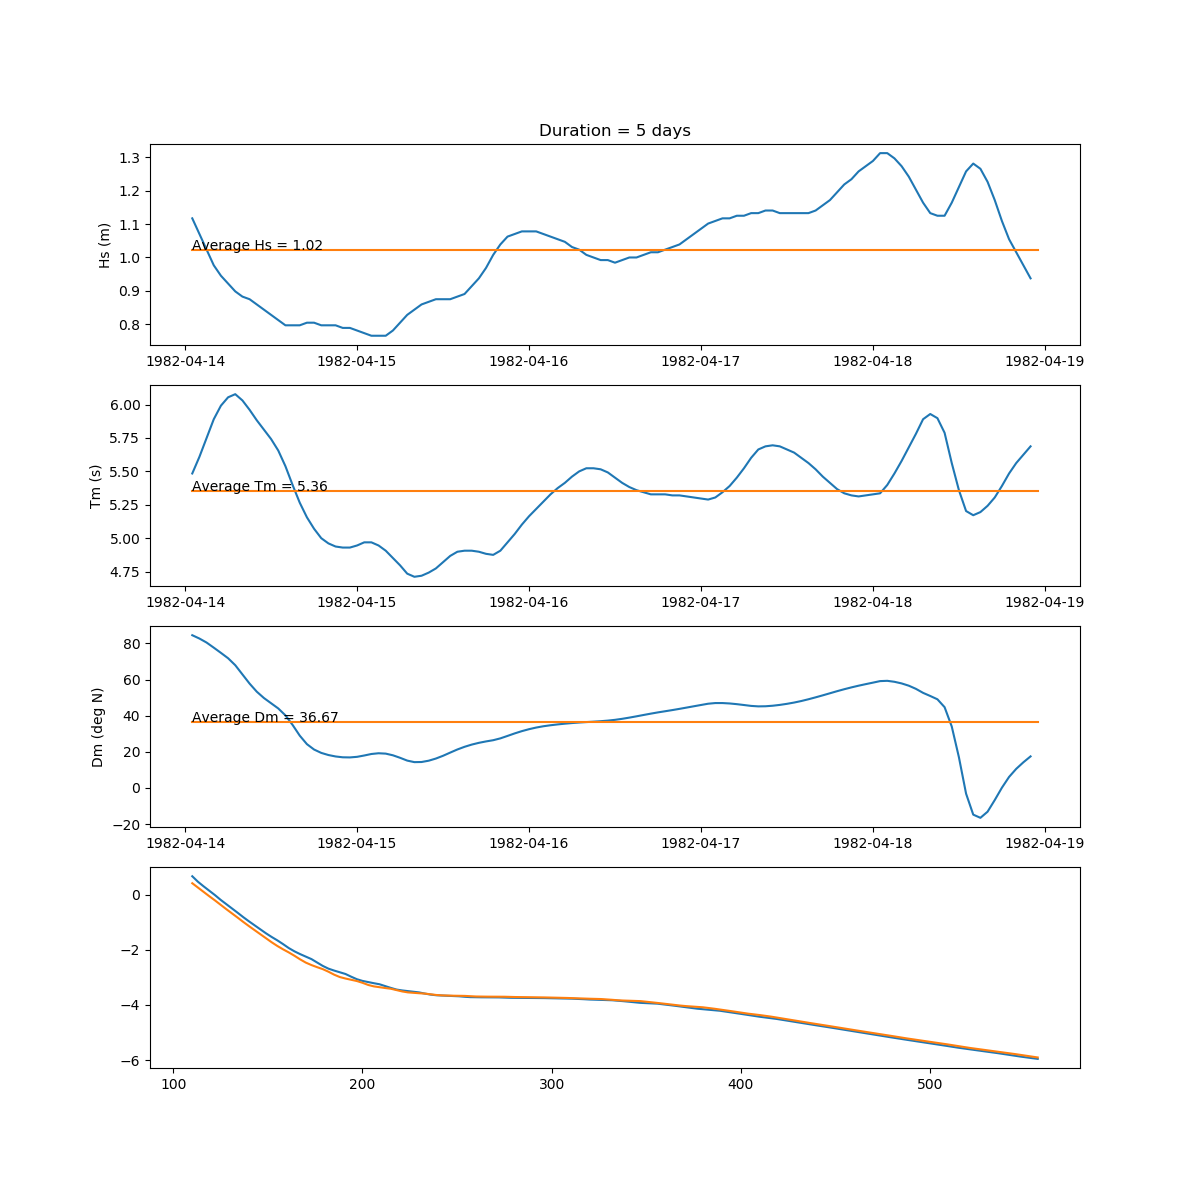 Duration = 5 days
1.3
1.2
1.1
1.0
0.9
0.8
Hs (m)
Average Hs = 1.02
1982-04-14 1982-04-15 1982-04-16 1982-04-17 1982-04-18 1982-04-19
6.00
5.75
5.50
5.25
5.00
4.75
Tm (s)
Average Tm = 5.36
1982-04-14 1982-04-15 1982-04-16 1982-04-17 1982-04-18 1982-04-19
80
60
40
20
0
−20
Dm (deg N)
Average Dm = 36.67
1982-04-14 1982-04-15 1982-04-16 1982-04-17 1982-04-18 1982-04-19
0
−2
−4
−6
100 200 300 400 500